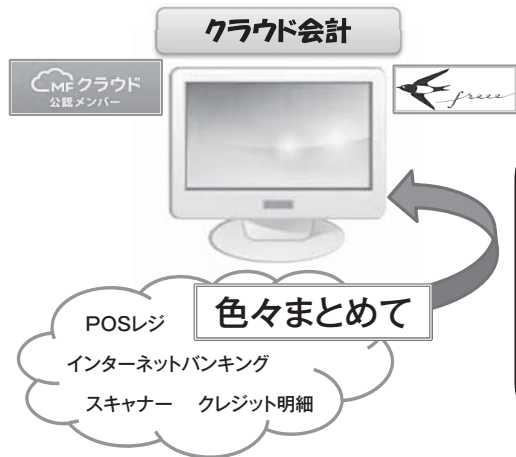 クラウド会計
MFクラウド
公認メンバー
freee
色々まとめて
POSレジ
インターネットバンキング
スキャナー クレジット明細